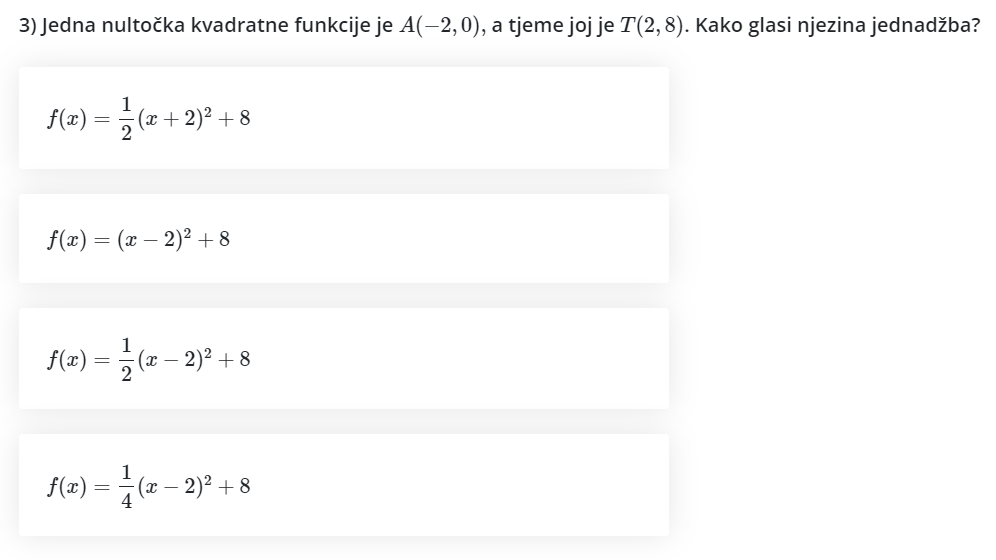 3) Jedna nultočka kvadratne funkcije je A(−2, 0), a tjeme joj je T(2, 8). Kako glasi njezina jednadžba?
f(x) = \frac{1}{2}(x + 2)² + 8
f(x) = (x − 2)² + 8
f(x) = \frac{1}{2}(x − 2)² + 8
f(x) = \frac{1}{4}(x − 2)² + 8